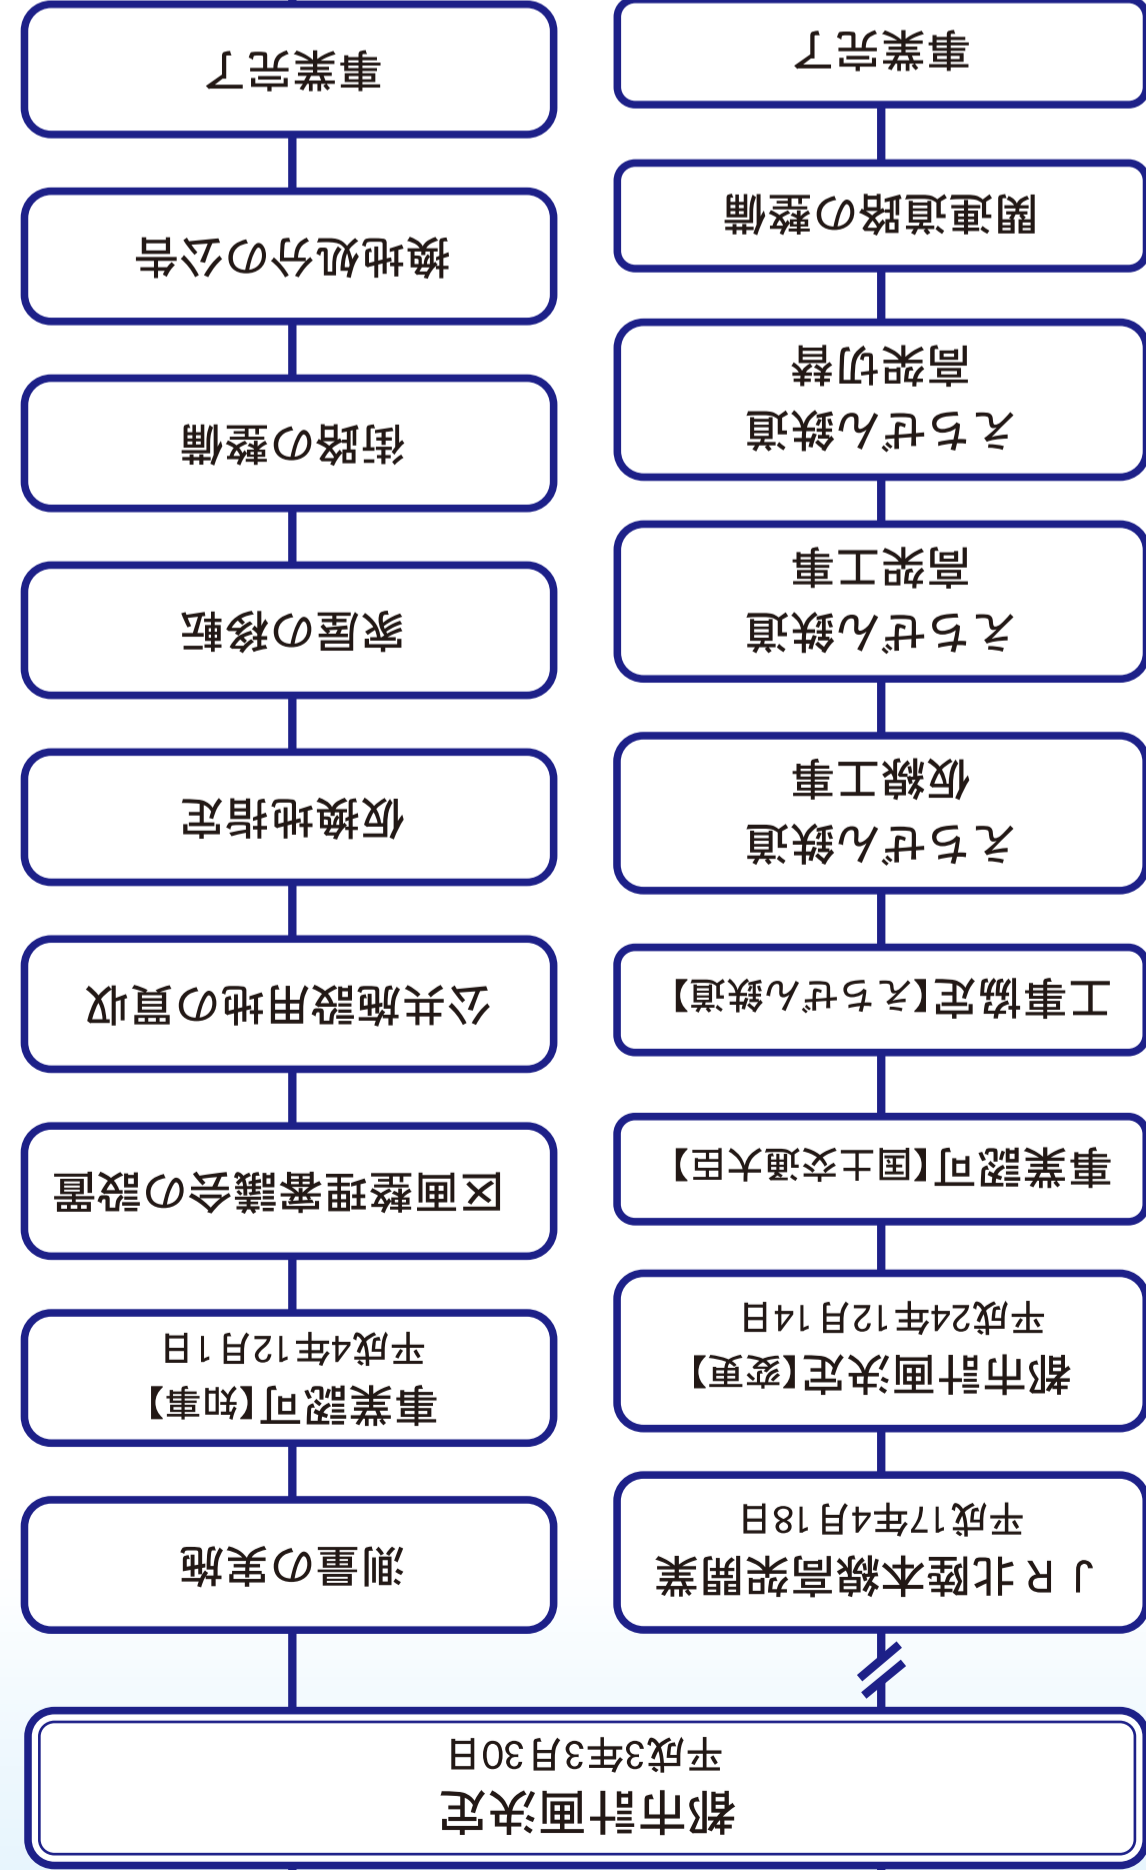 都市計画決定
平成3年3月30日
JR北陸本線高架開業
平成17年4月18日
都市計画決定【変更】
平成24年12月14日
事業認可【国土交通大臣】
工事協定【えちぜん鉄道】
えちぜん鉄道
仮線工事
えちぜん鉄道
高架工事
えちぜん鉄道
高架切替
関連道路の整備
事業完了
測量の実施
事業認可【知事】
平成4年12月1日
区画整理審議会の設置
公共施設用地の買収
仮換地指定
家屋の移転
街路の整備
換地処分の公告
事業完了